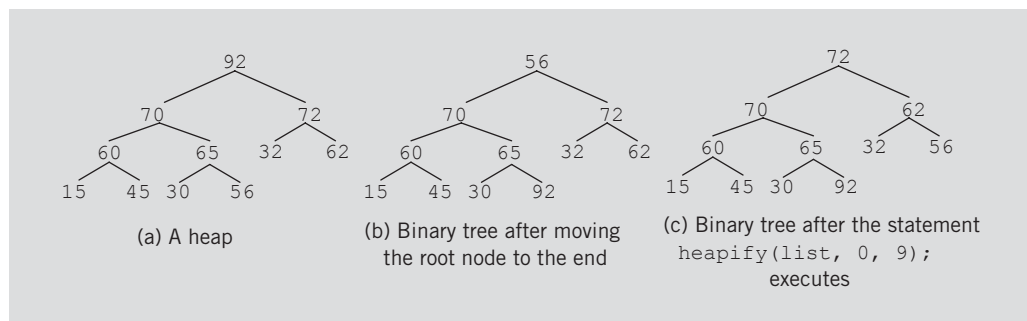 92
70 72
60 65 32 62
15 45 30 56
(a) A heap
56
70 72
60 65 32 62
15 45 30 92
(b) Binary tree after moving
the root node to the end
72
70 62
60 65 32 56
15 45 30 92
(c) Binary tree after the statement
heapify(list, 0, 9);
executes